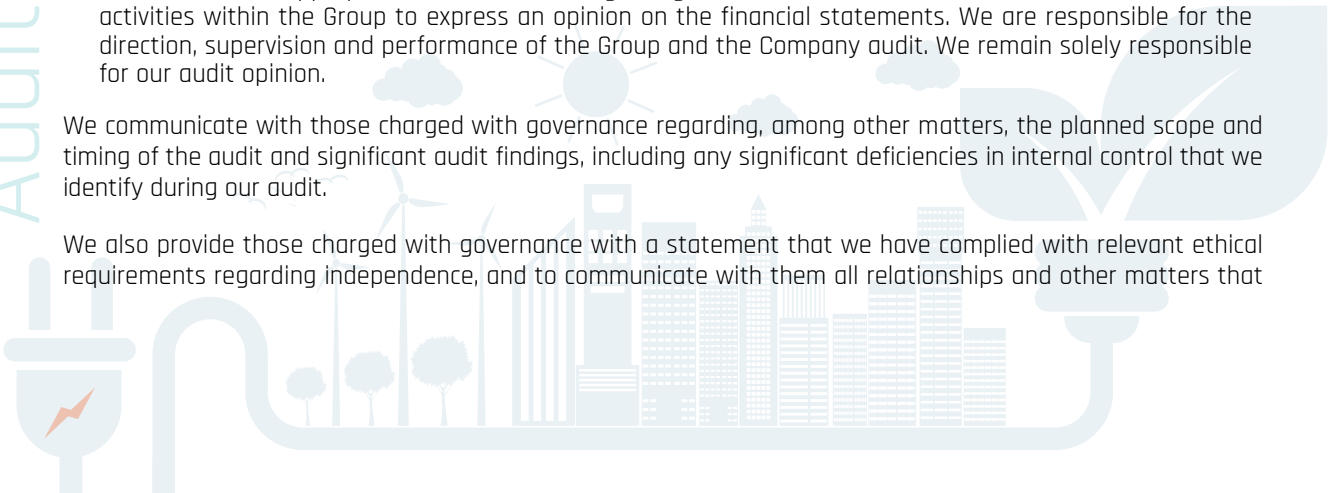 activities within the Group to express an opinion on the financial statements. We are responsible for the
direction, supervision and performance of the Group and the Company audit. We remain solely responsible
for our audit opinion.
We communicate with those charged with governance regarding, among other matters, the planned scope and
timing of the audit and significant audit findings, including any significant deficiencies in internal control that we
identify during our audit.
We also provide those charged with governance with a statement that we have complied with relevant ethical
requirements regarding independence, and to communicate with them all relationships and other matters that